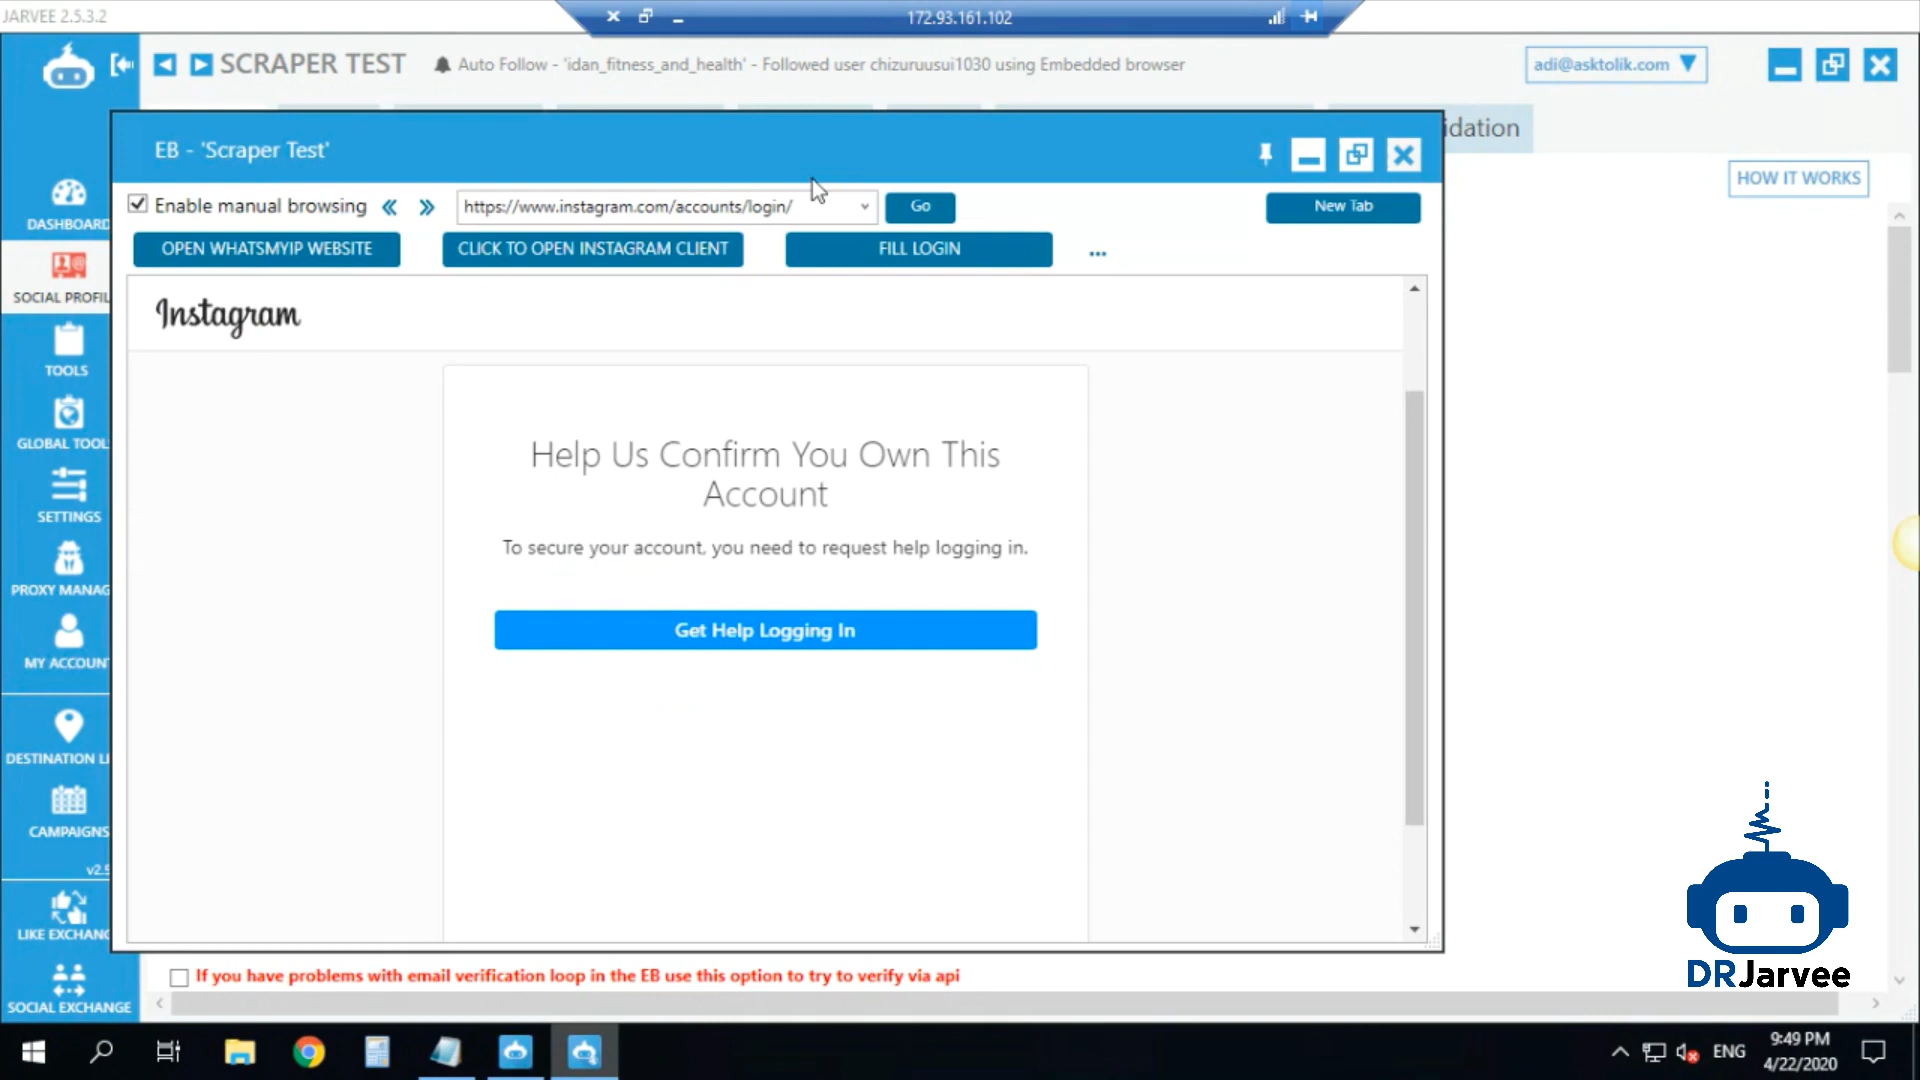 JARVEE 2.5.3.2
172.93.161.102
SCRAPER TEST
Auto Follow - 'idan_fitness_and_health' - Followed user chizuruusui1030 using Embedded browser
adi@asktolik.com
idation
HOW IT WORKS
EB - 'Scraper Test'
Enable manual browsing
https://www.instagram.com/accounts/login/
Go
New Tab
OPEN WHATSMYIP WEBSITE
CLICK TO OPEN INSTAGRAM CLIENT
FILL LOGIN
...
DASHBOARD
SOCIAL PROFIL
TOOLS
GLOBAL TOOL
SETTINGS
PROXY MANAG
MY ACCOUN
DESTINATION LI
CAMPAIGNS
v2.5
LIKE EXCHANG
SOCIAL EXCHANGE
Instagram
Help Us Confirm You Own This
Account
To secure your account, you need to request help logging in.
Get Help Logging In
If you have problems with email verification loop in the EB use this option to try to verify via api
DRJarvee
ENG
9:49 PM
4/22/2020